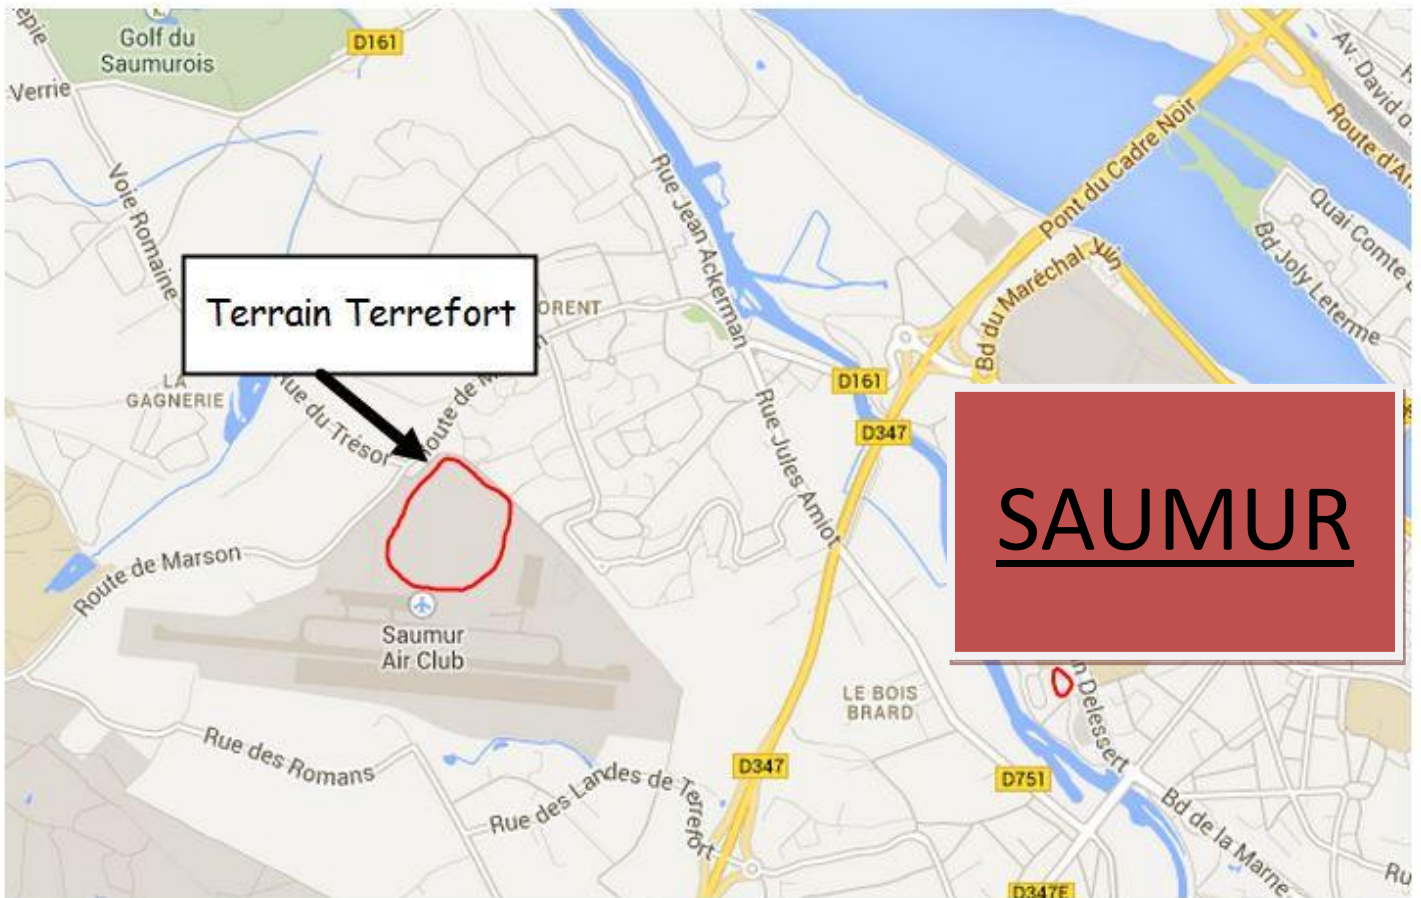 epie
Golf du
Saumurois
D161
Verrie
Av. David d
Route d'A
Pont du Cadre Noir
Rue Jean Ackerman
Voie Romaine
Quai Comte
Bd Joly Leterme
Bd du Maréchal Juin
Terrain Terrefort
ORENT
LA
GAGNERIE
Rue du Trésor
D161
Rue Jules Amiot
D347
SAUMUR
Route de Marson
Saumur
Air Club
LE BOIS
BRARD
n Delessert
Rue des Romans
Rue des Landes de Terrefort
D347
D751
Bd de la Marne
Ru
D347E